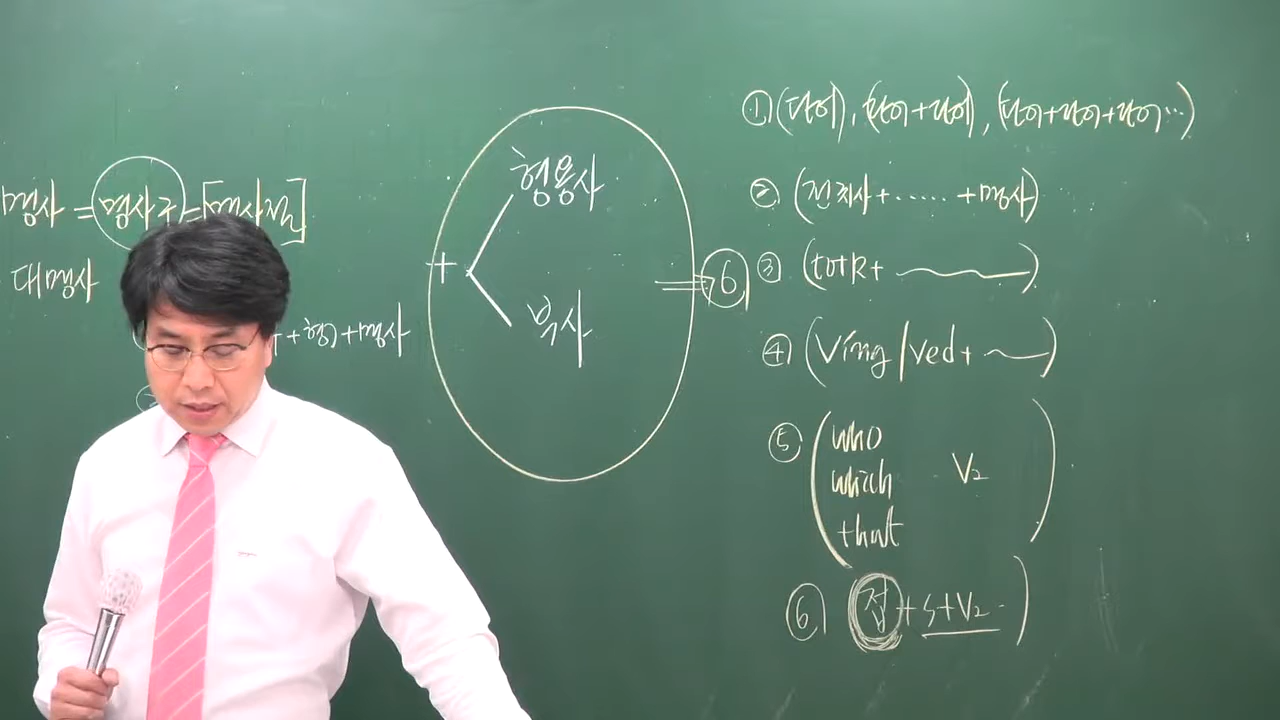 명사 = 명사구 = [명사절]
대명사
+ 형) + 명사
+ < 형용사
부사
= ⑥
① (단어), (단어+단어), (단어+단어+단어...)
② (전치사+.....+명사)
③ (to+R+ )
④ (Ving/Ved+ )
⑤ (who
which V₂
that)
⑥ (접+S+V₂..)